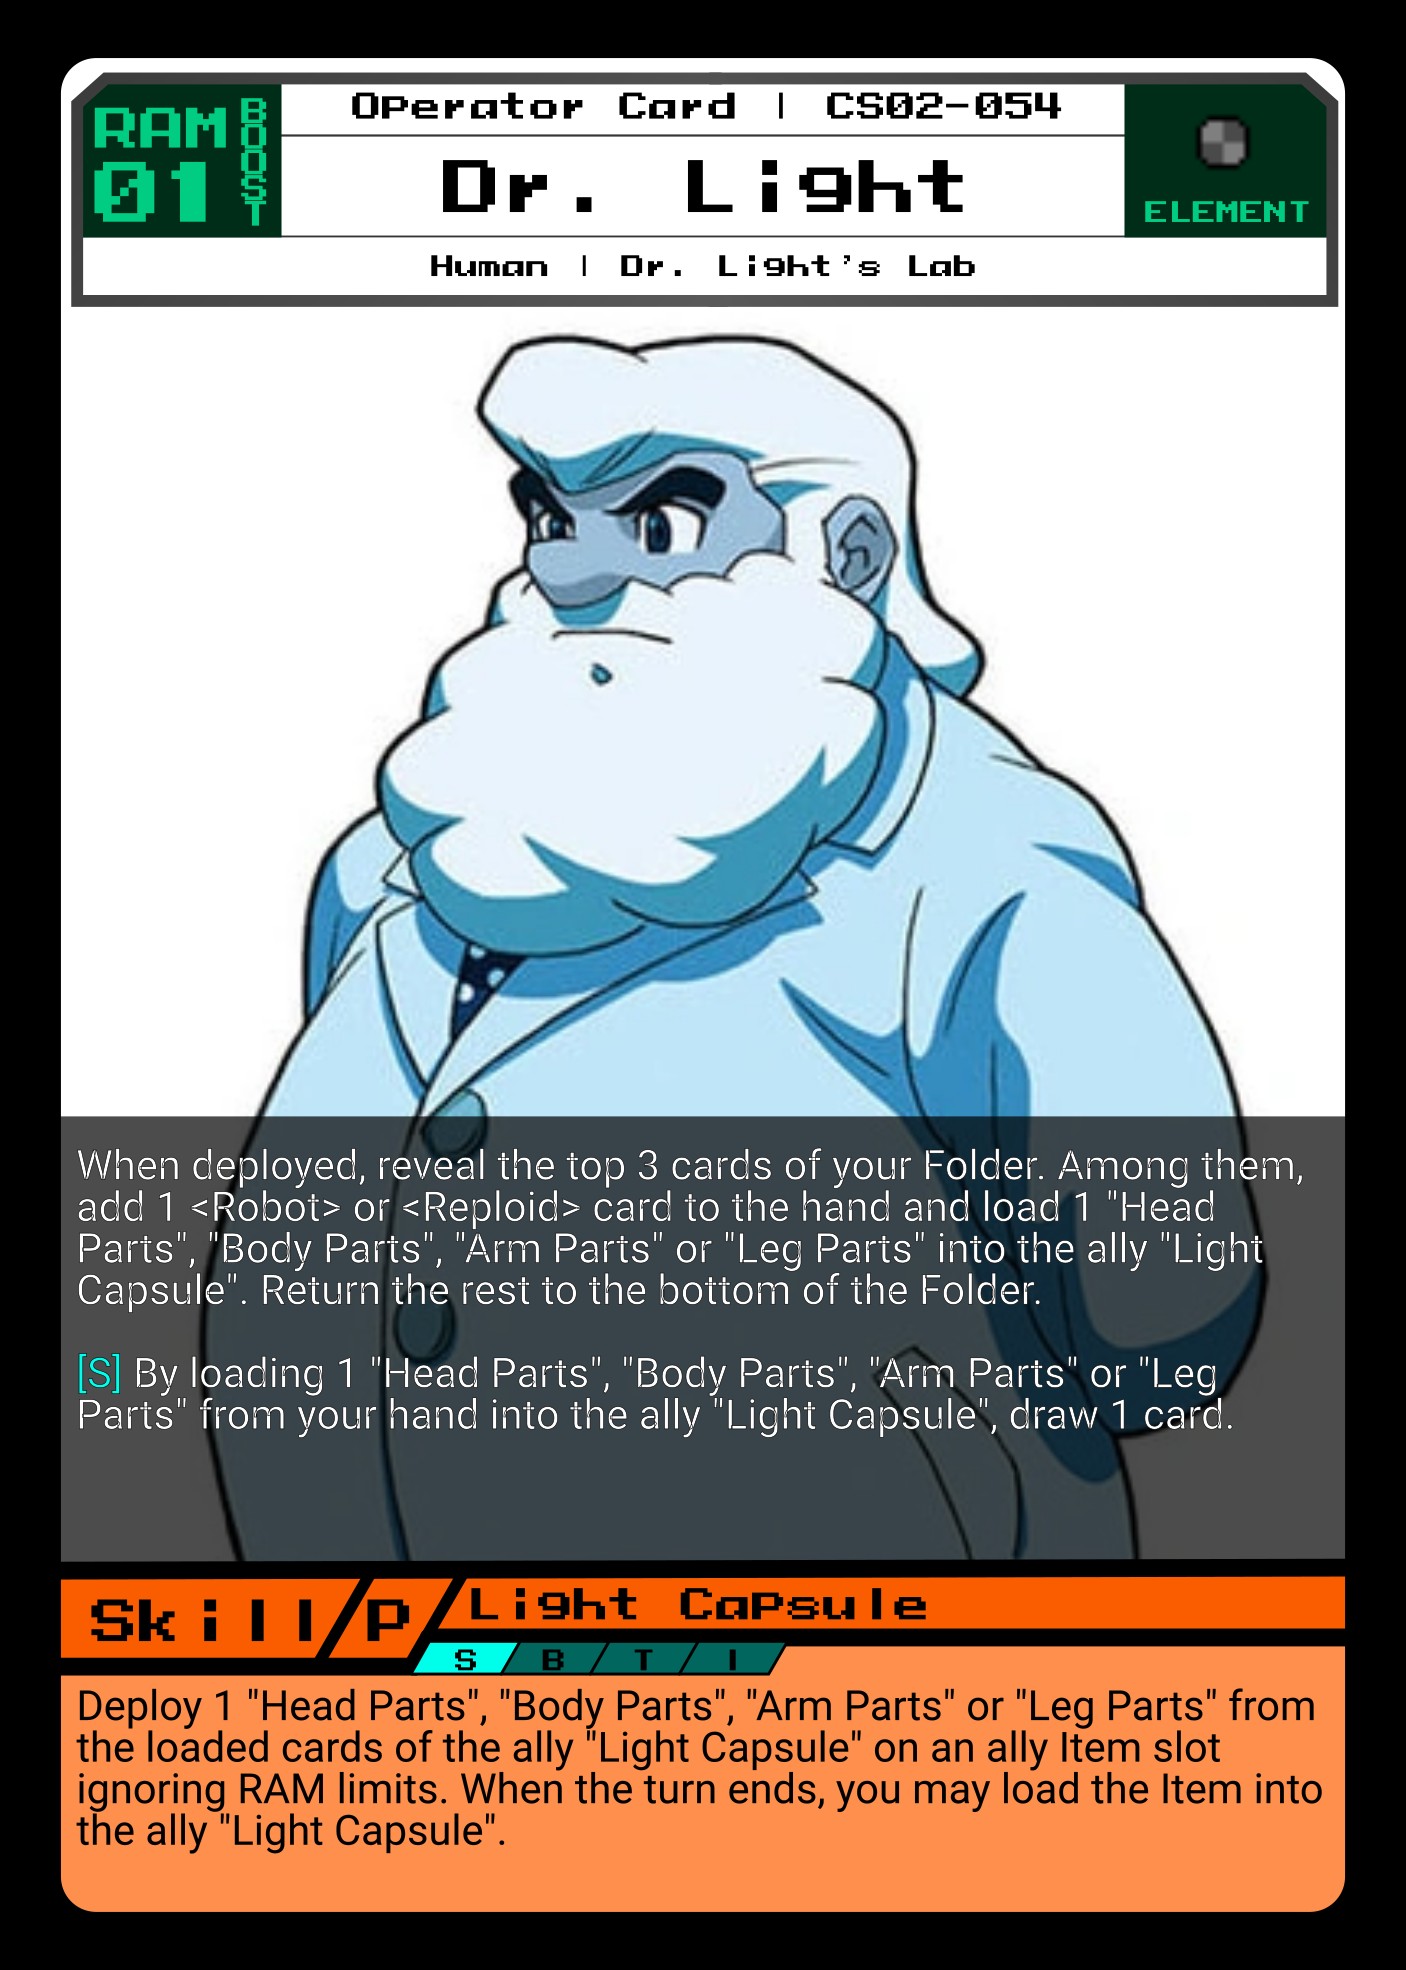 RAM
01
BOOST
Operator Card | CS02-054
Dr. Light
Human | Dr. Light's Lab
ELEMENT
When deployed, reveal the top 3 cards of your Folder. Among them,
add 1 <Robot> or <Reploid> card to the hand and load 1 "Head
Parts", "Body Parts", "Arm Parts" or "Leg Parts" into the ally "Light
Capsule". Return the rest to the bottom of the Folder.
[S] By loading 1 "Head Parts", "Body Parts", "Arm Parts" or "Leg
Parts" from your hand into the ally "Light Capsule", draw 1 card.
Skill/P/Light Capsule
S B T I
Deploy 1 "Head Parts", "Body Parts", "Arm Parts" or "Leg Parts" from
the loaded cards of the ally "Light Capsule" on an ally Item slot
ignoring RAM limits. When the turn ends, you may load the Item into
the ally "Light Capsule".